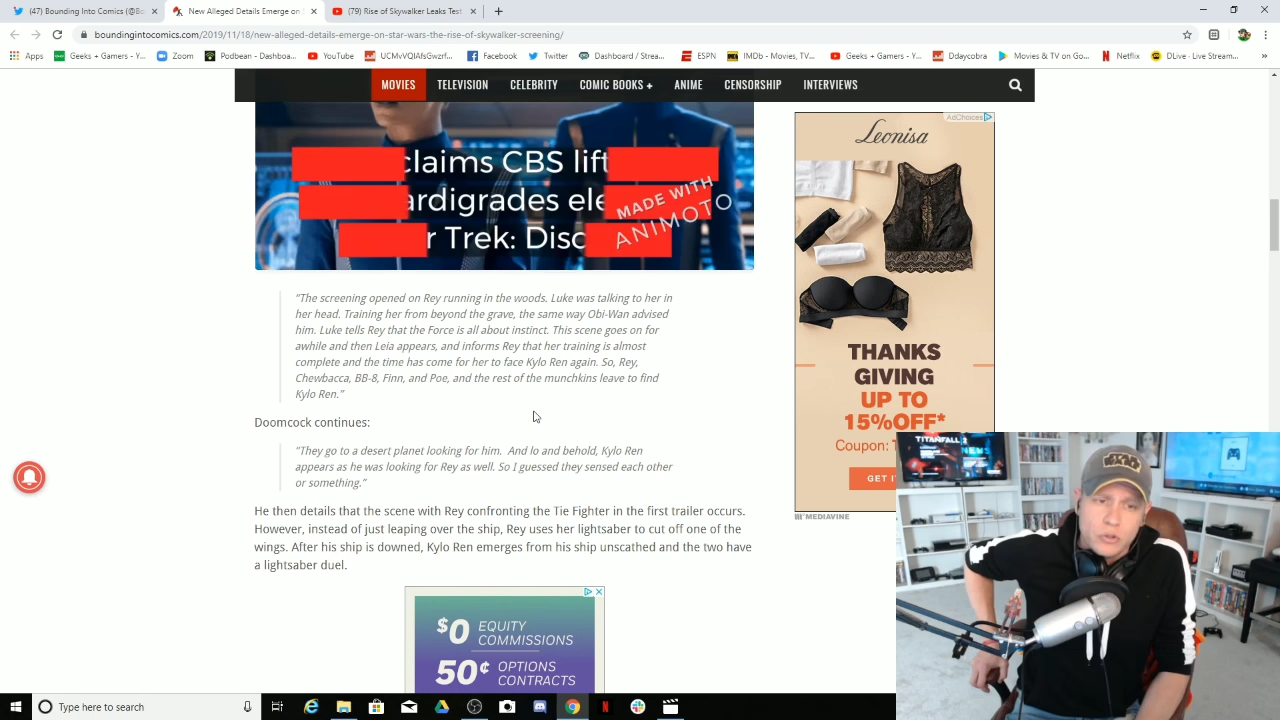 (47) Bounding Into Comics
New 'Alleged' Details Emerge on
(47) YouTube
boundingintocomics.com/2019/11/18/new-alleged-details-emerge-on-star-wars-the-rise-of-skywalker-screening/
Apps
Geeks + Gamers - Y...
Dashboard
Podbean - Dashboar...
YouTube
UCMvVQIAfsGwzrf...
Facebook
Twitter
Dashboard / Strea...
ESPN
IMDb - Movies, TV...
Geeks + Gamers - Y...
Ddaycobra
Movies & TV on Go...
Netflix
D/Live - Live Stream...
»
MOVIES
TELEVISION
CELEBRITY
COMIC BOOKS +
ANIME
CENSORSHIP
INTERVIEWS
claims CBS lift
ardigrades ele
r Trek: Disc
MADE WITH
ANIMOTO
"The screening opened on Rey running in the woods. Luke was talking to her in
her head. Training her from beyond the grave, the same way Obi-Wan advised
him. Luke tells Rey that the Force is all about instinct. This scene goes on for
awhile and then Leia appears, and informs Rey that her training is almost
complete and the time has come for her to face Kylo Ren again. So, Rey,
Chewbacca, BB-8, Finn, and Poe, and the rest of the munchkins leave to find
Kylo Ren."
Doomcock continues:
"They go to a desert planet looking for him.  And lo and behold, Kylo Ren
appears as he was looking for Rey as well. So I guessed they sensed each other
or something."
He then details that the scene with Rey confronting the Tie Fighter in the first trailer occurs.
However, instead of just leaping over the ship, Rey uses her lightsaber to cut off one of the
wings. After his ship is downed, Kylo Ren emerges from his ship unscathed and the two have
a lightsaber duel.
$0 EQUITY
COMMISSIONS
50¢ OPTIONS
CONTRACTS
AdChoices
Leonisa
THANKS
GIVING
UP TO
15%OFF*
Coupon:
GET
MEDIAVINE
TITANFALL 2
NEWS
Type here to search